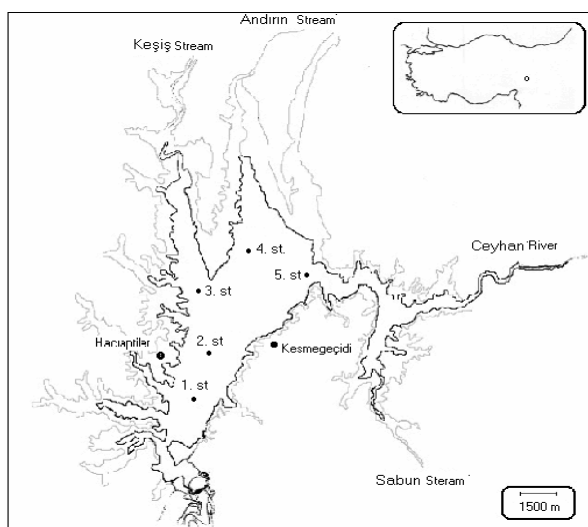 Andırın Stream
Keşiş Stream
Ceyhan River
4. st.
5. st
3. st
Hacıaptiler
2. st
Kesmegeçidi
1. st
Sabun Steram
1500 m